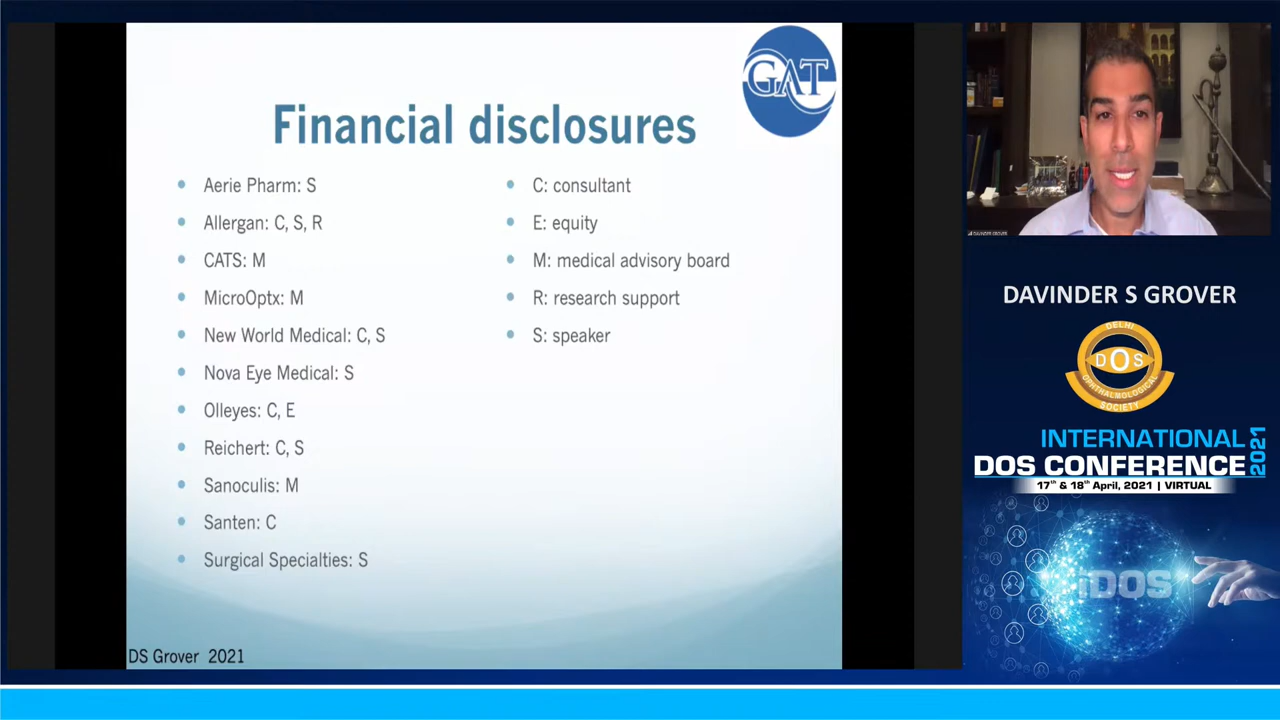 GAT
Financial disclosures
Aerie Pharm: S
Allergan: C, S, R
CATS: M
MicroOptx: M
New World Medical: C, S
Nova Eye Medical: S
Olleyes: C, E
Reichert: C, S
Sanoculis: M
Santen: C
Surgical Specialties: S
C: consultant
E: equity
M: medical advisory board
R: research support
S: speaker
DS Grover 2021
DAVINDER GROVER
DAVINDER S GROVER
DELHI
DOS
OPHTHALMOLOGICAL
SOCIETY
INTERNATIONAL
DOS CONFERENCE
2021
17th & 18th April, 2021 | VIRTUAL
iDOS